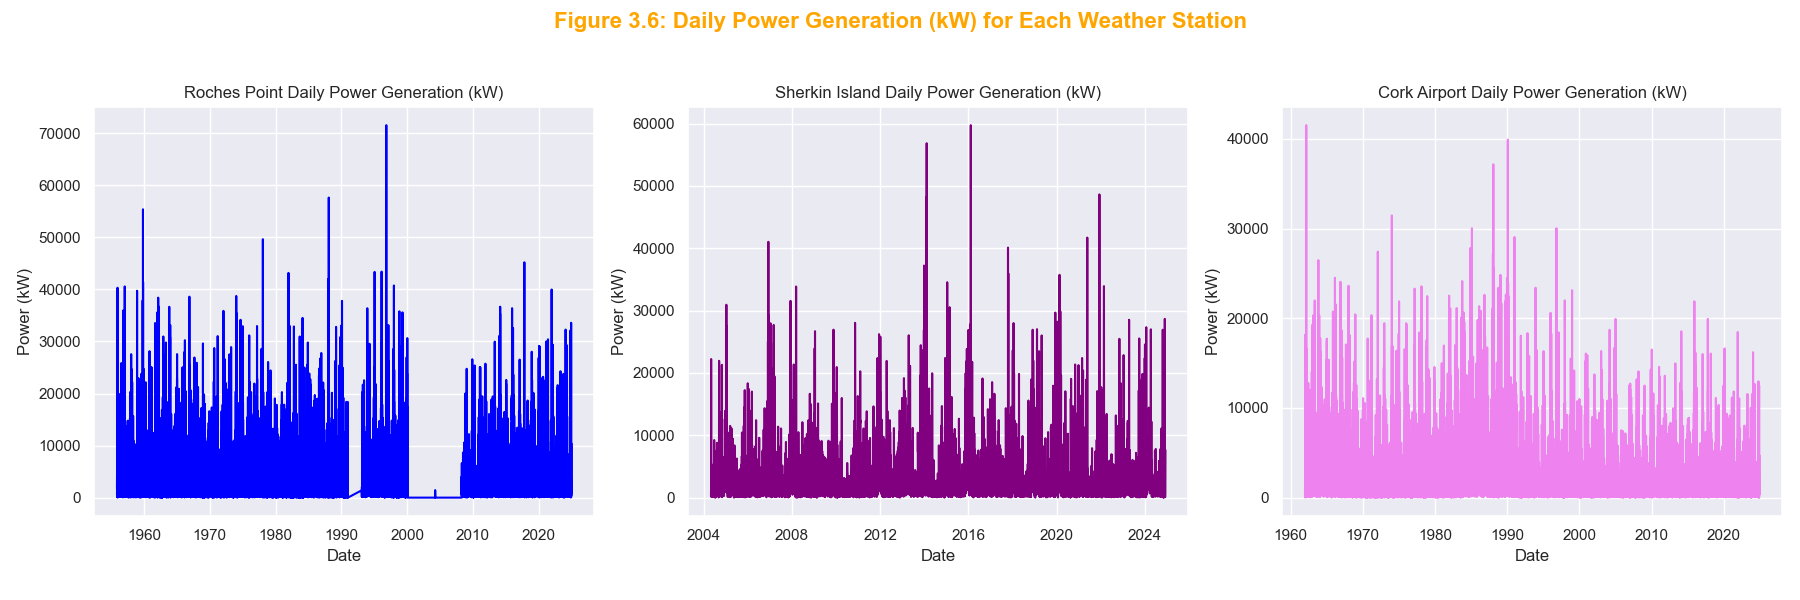 Figure 3.6: Daily Power Generation (kW) for Each Weather Station
Roches Point Daily Power Generation (kW)
Power (kW)
70000
60000
50000
40000
30000
20000
10000
0
1960 1970 1980 1990 2000 2010 2020
Date
Sherkin Island Daily Power Generation (kW)
Power (kW)
60000
50000
40000
30000
20000
10000
0
2004 2008 2012 2016 2020 2024
Date
Cork Airport Daily Power Generation (kW)
Power (kW)
40000
30000
20000
10000
0
1960 1970 1980 1990 2000 2010 2020
Date